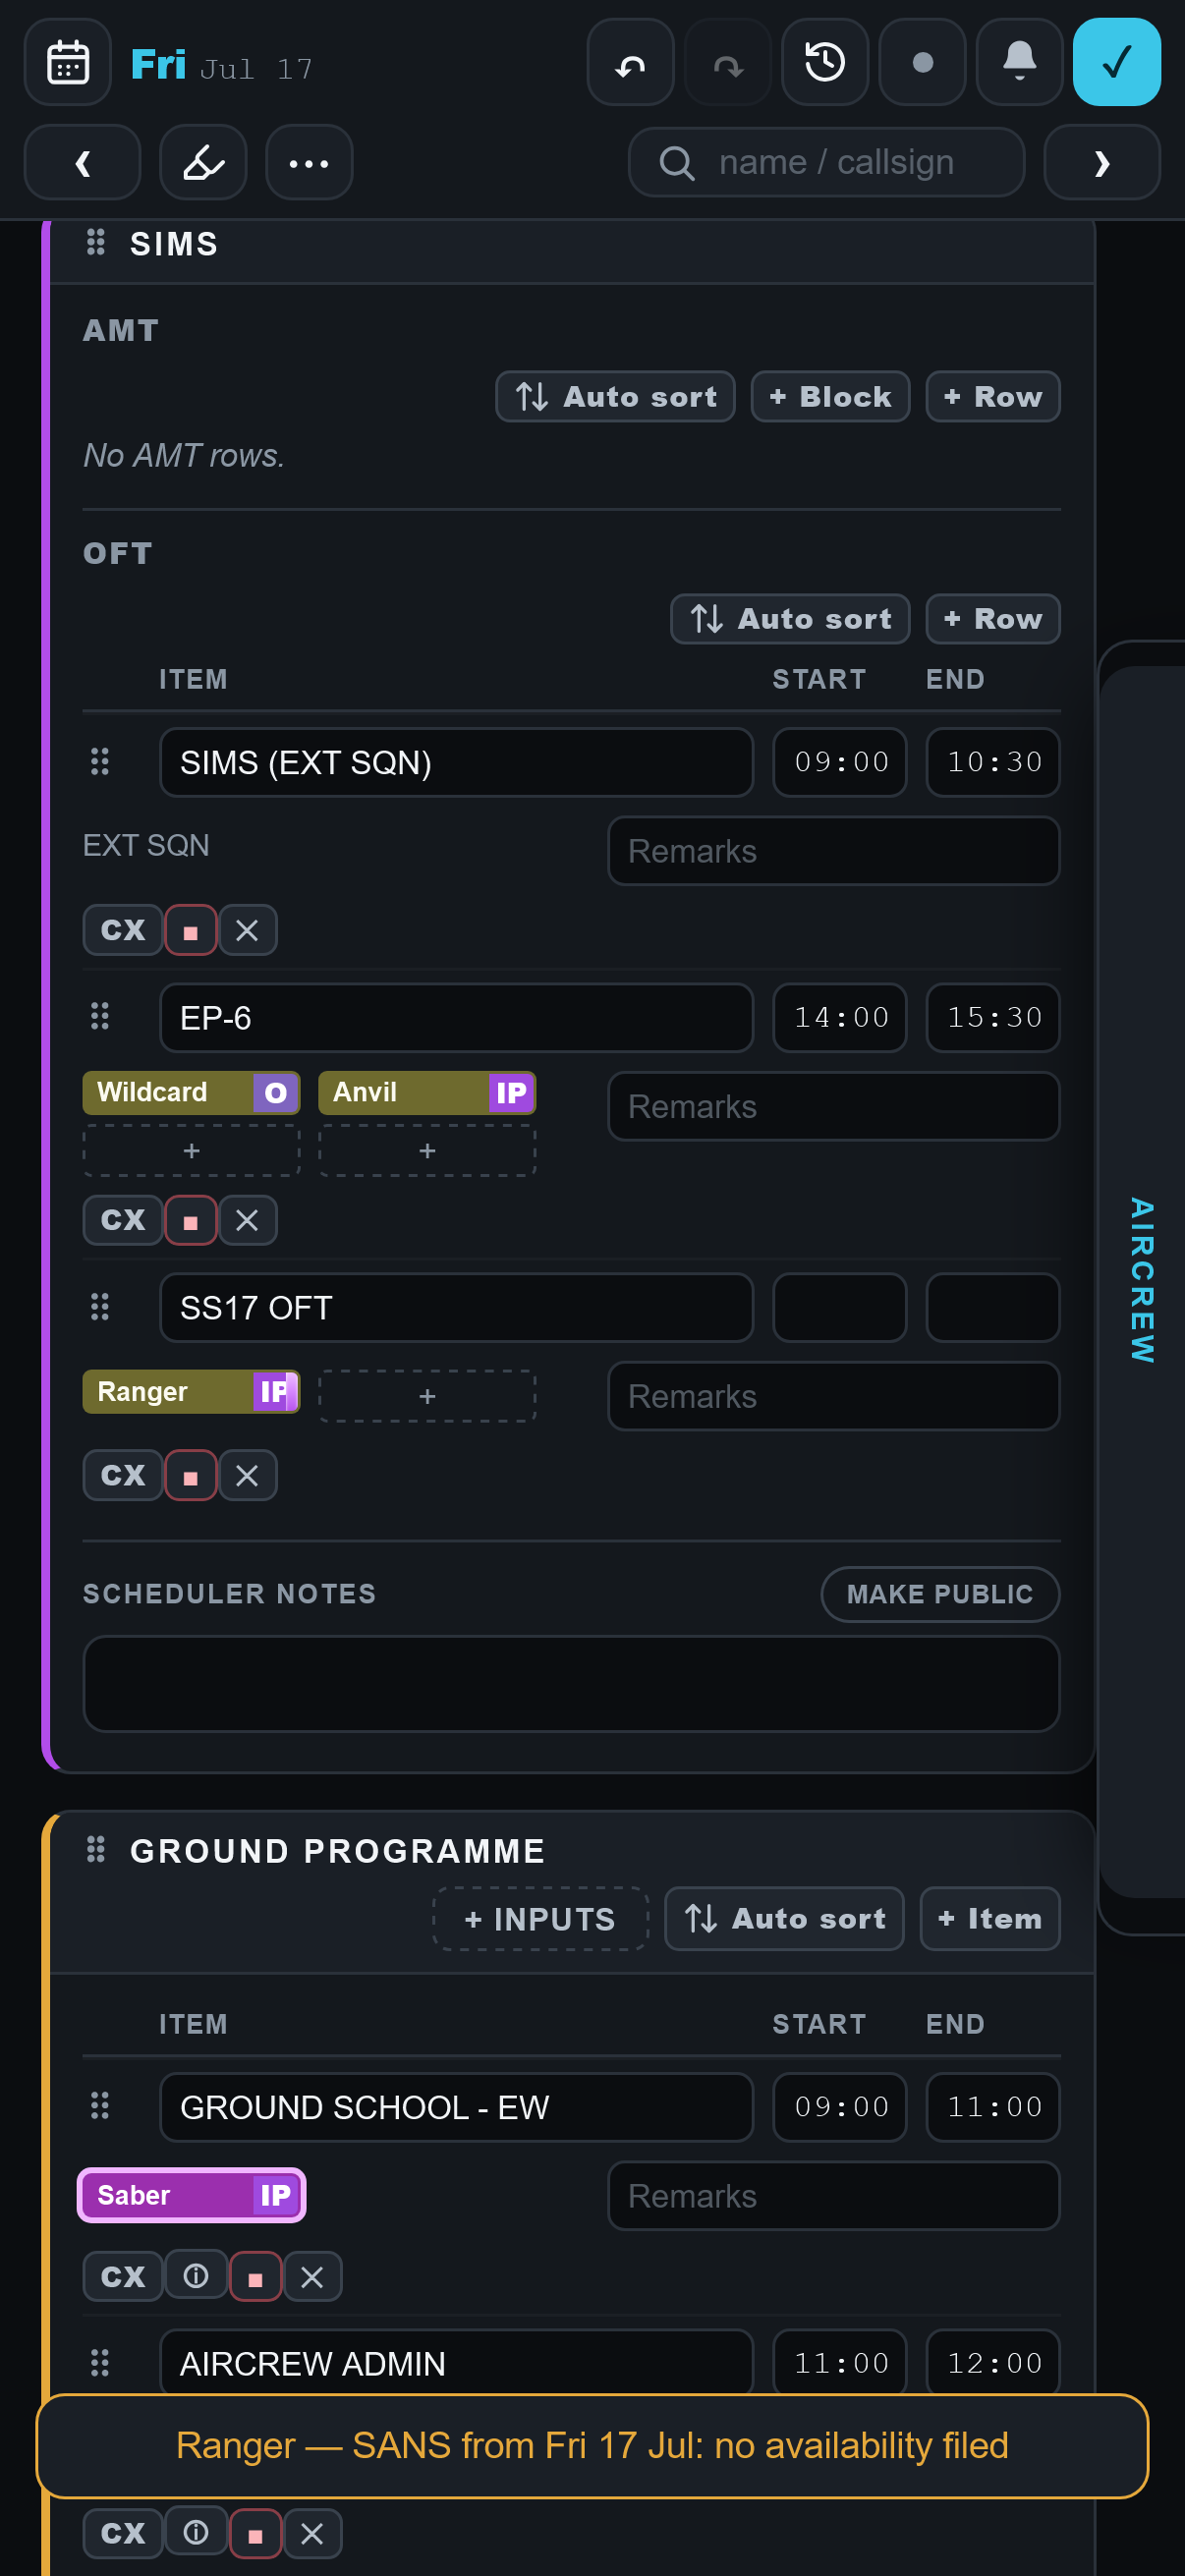 Fri Jul 17
name / callsign
SIMS
AMT
Auto sort + Block + Row
No AMT rows.
OFT
Auto sort + Row
ITEM START END
SIMS (EXT SQN) 09:00 10:30
EXT SQN Remarks
CX
EP-6 14:00 15:30
Wildcard O Anvil IP Remarks
+ +
CX
SS17 OFT
Ranger IP + Remarks
CX
SCHEDULER NOTES MAKE PUBLIC
AIRCREW
GROUND PROGRAMME
+ INPUTS Auto sort + Item
ITEM START END
GROUND SCHOOL - EW 09:00 11:00
Saber IP Remarks
CX
AIRCREW ADMIN 11:00 12:00
Ranger — SANS from Fri 17 Jul: no availability filed
CX